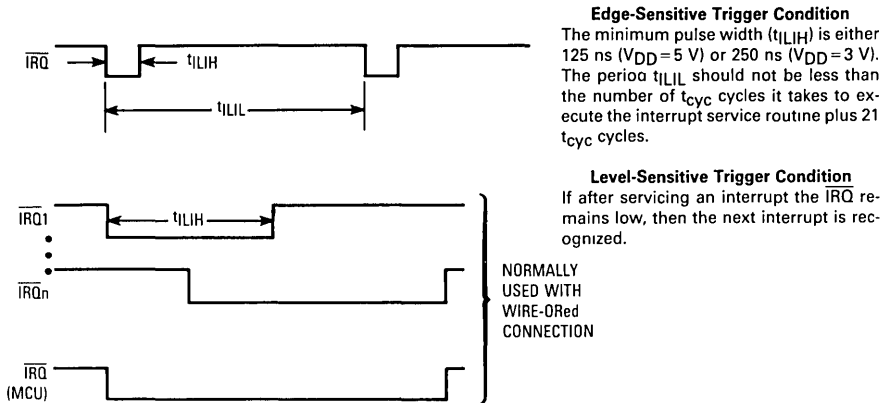 IRQ
tILIH
tILIL
Edge-Sensitive Trigger Condition
The minimum pulse width (tILIH) is either
125 ns (VDD=5 V) or 250 ns (VDD=3 V).
The perioa tILIL should not be less than
the number of tcyc cycles it takes to ex-
ecute the interrupt service routine plus 21
tcyc cycles.
Level-Sensitive Trigger Condition
If after servicing an interrupt the IRQ re-
mains low, then the next interrupt is rec-
ognized.
IRQ1
tILIH
IRQn
IRQ
(MCU)
NORMALLY
USED WITH
WIRE-ORed
CONNECTION